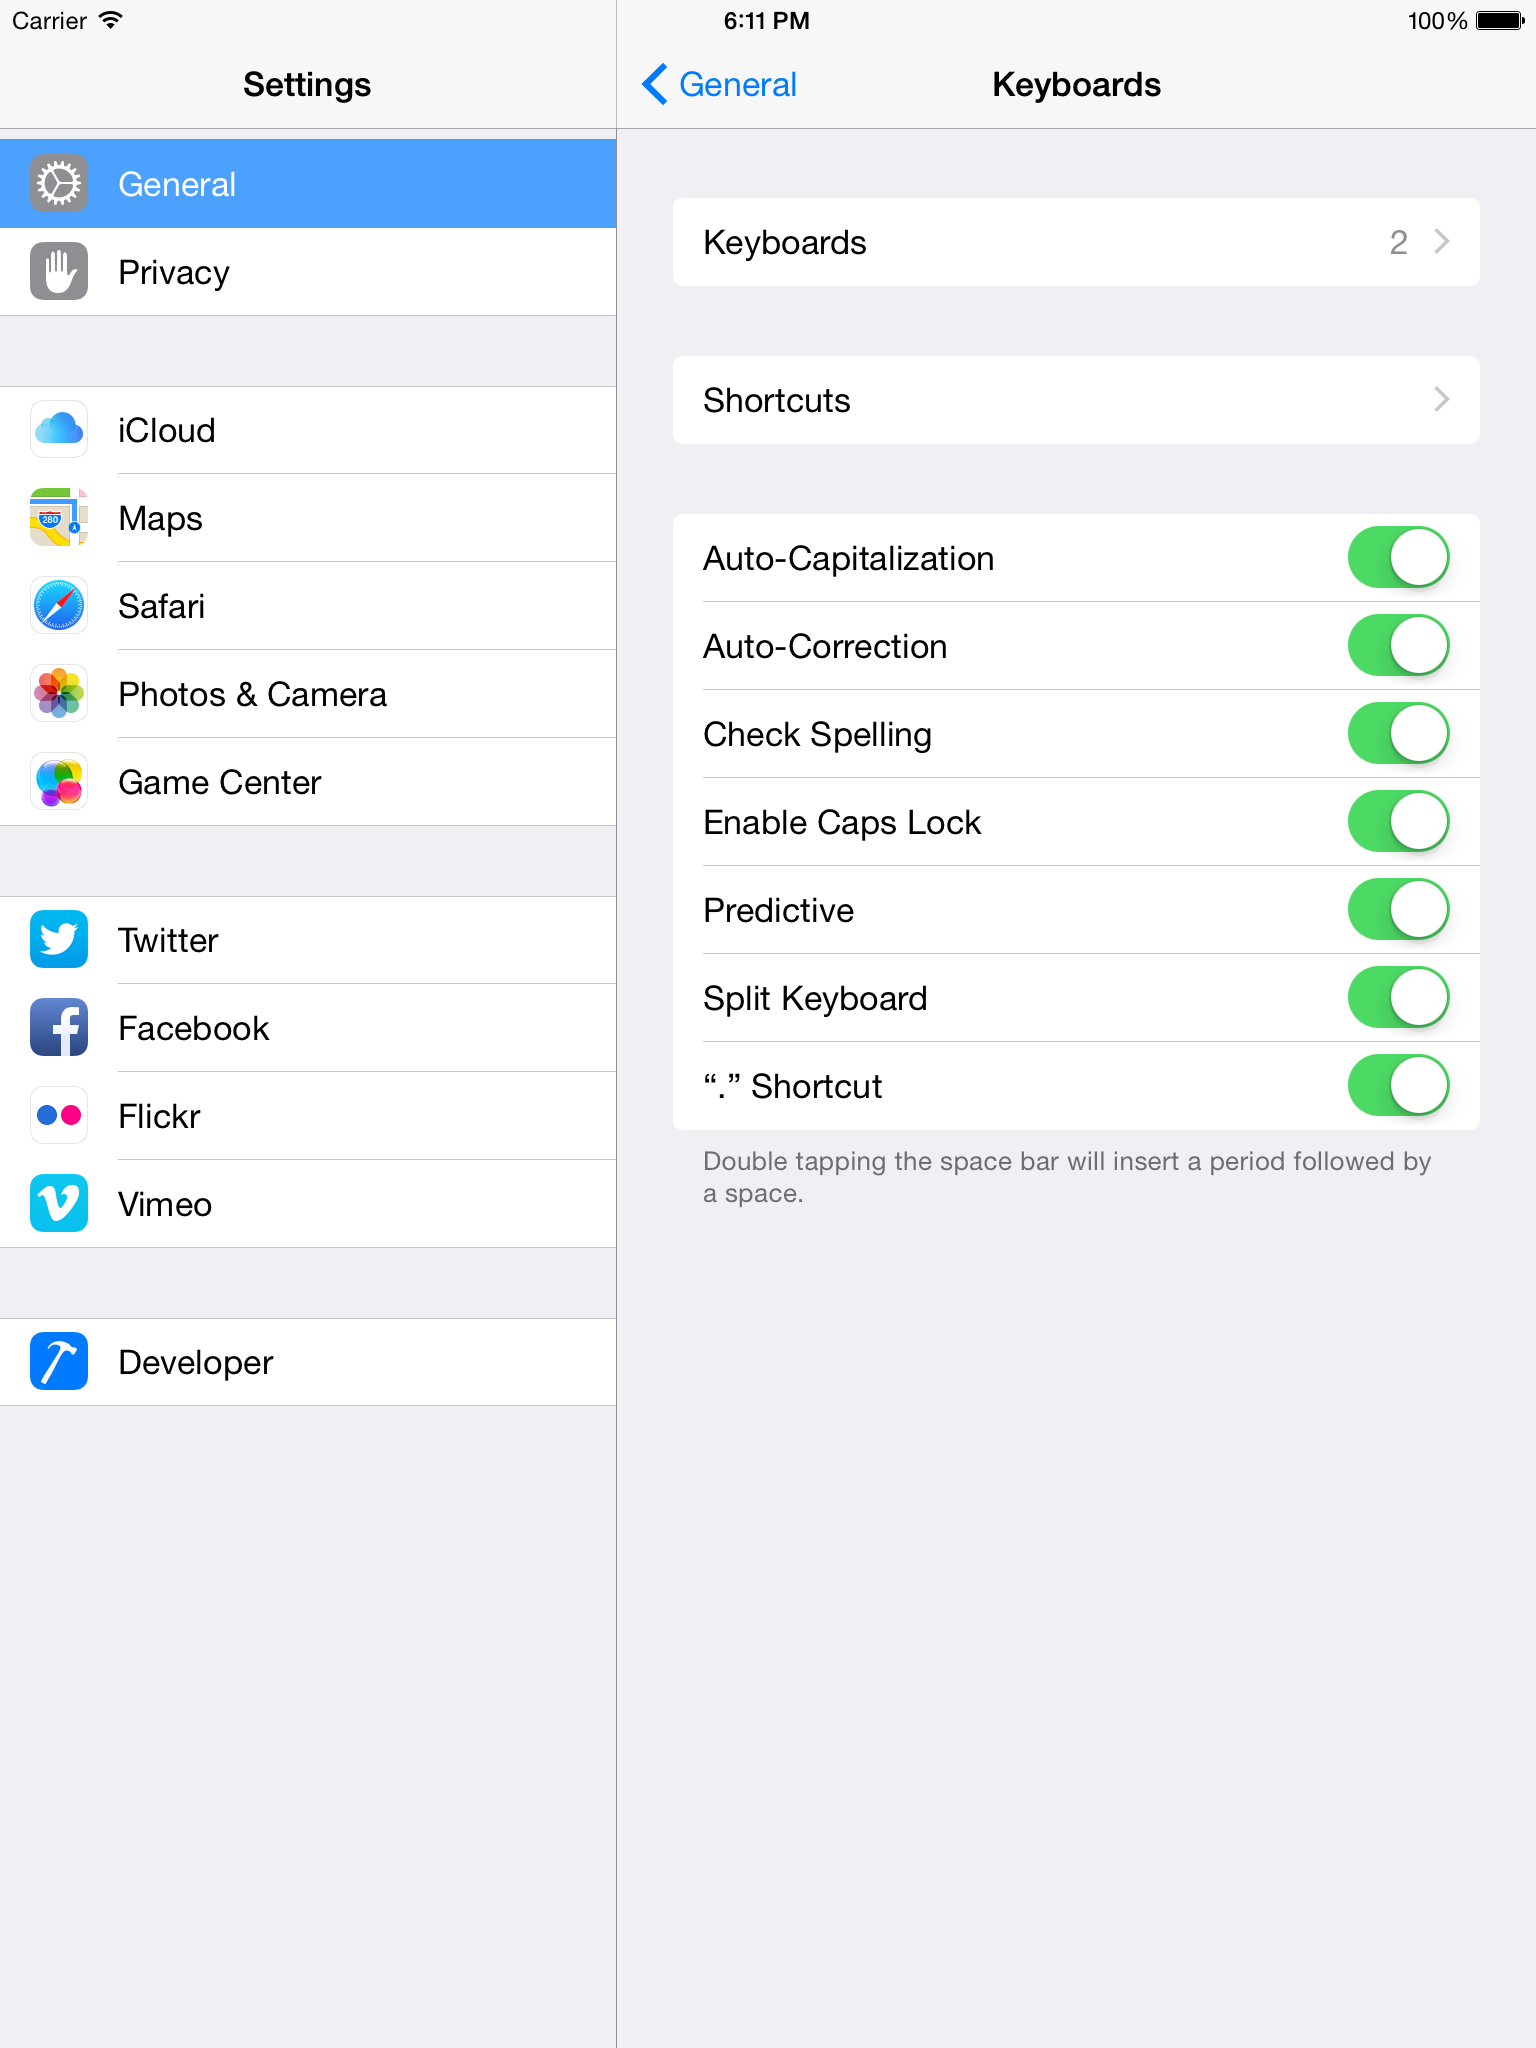 Carrier
6:11 PM
100%
Settings
General
Keyboards
General
Privacy
iCloud
280
Maps
Safari
Photos & Camera
Game Center
Twitter
Facebook
Flickr
Vimeo
Developer
Keyboards 2
Shortcuts
Auto-Capitalization
Auto-Correction
Check Spelling
Enable Caps Lock
Predictive
Split Keyboard
“.” Shortcut
Double tapping the space bar will insert a period followed by
a space.